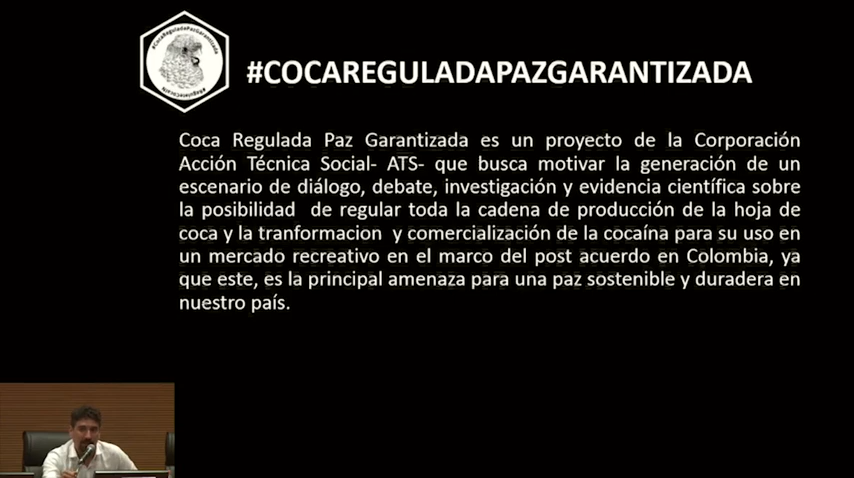 #CocaReguladaPazGarantizada
#COCAREGULADAPAZGARANTIZADA
Coca Regulada Paz Garantizada es un proyecto de la Corporación
Acción Técnica Social- ATS- que busca motivar la generación de un
escenario de diálogo, debate, investigación y evidencia científica sobre
la posibilidad de regular toda la cadena de producción de la hoja de
coca y la tranformacion y comercialización de la cocaína para su uso en
un mercado recreativo en el marco del post acuerdo en Colombia, ya
que este, es la principal amenaza para una paz sostenible y duradera en
nuestro país.